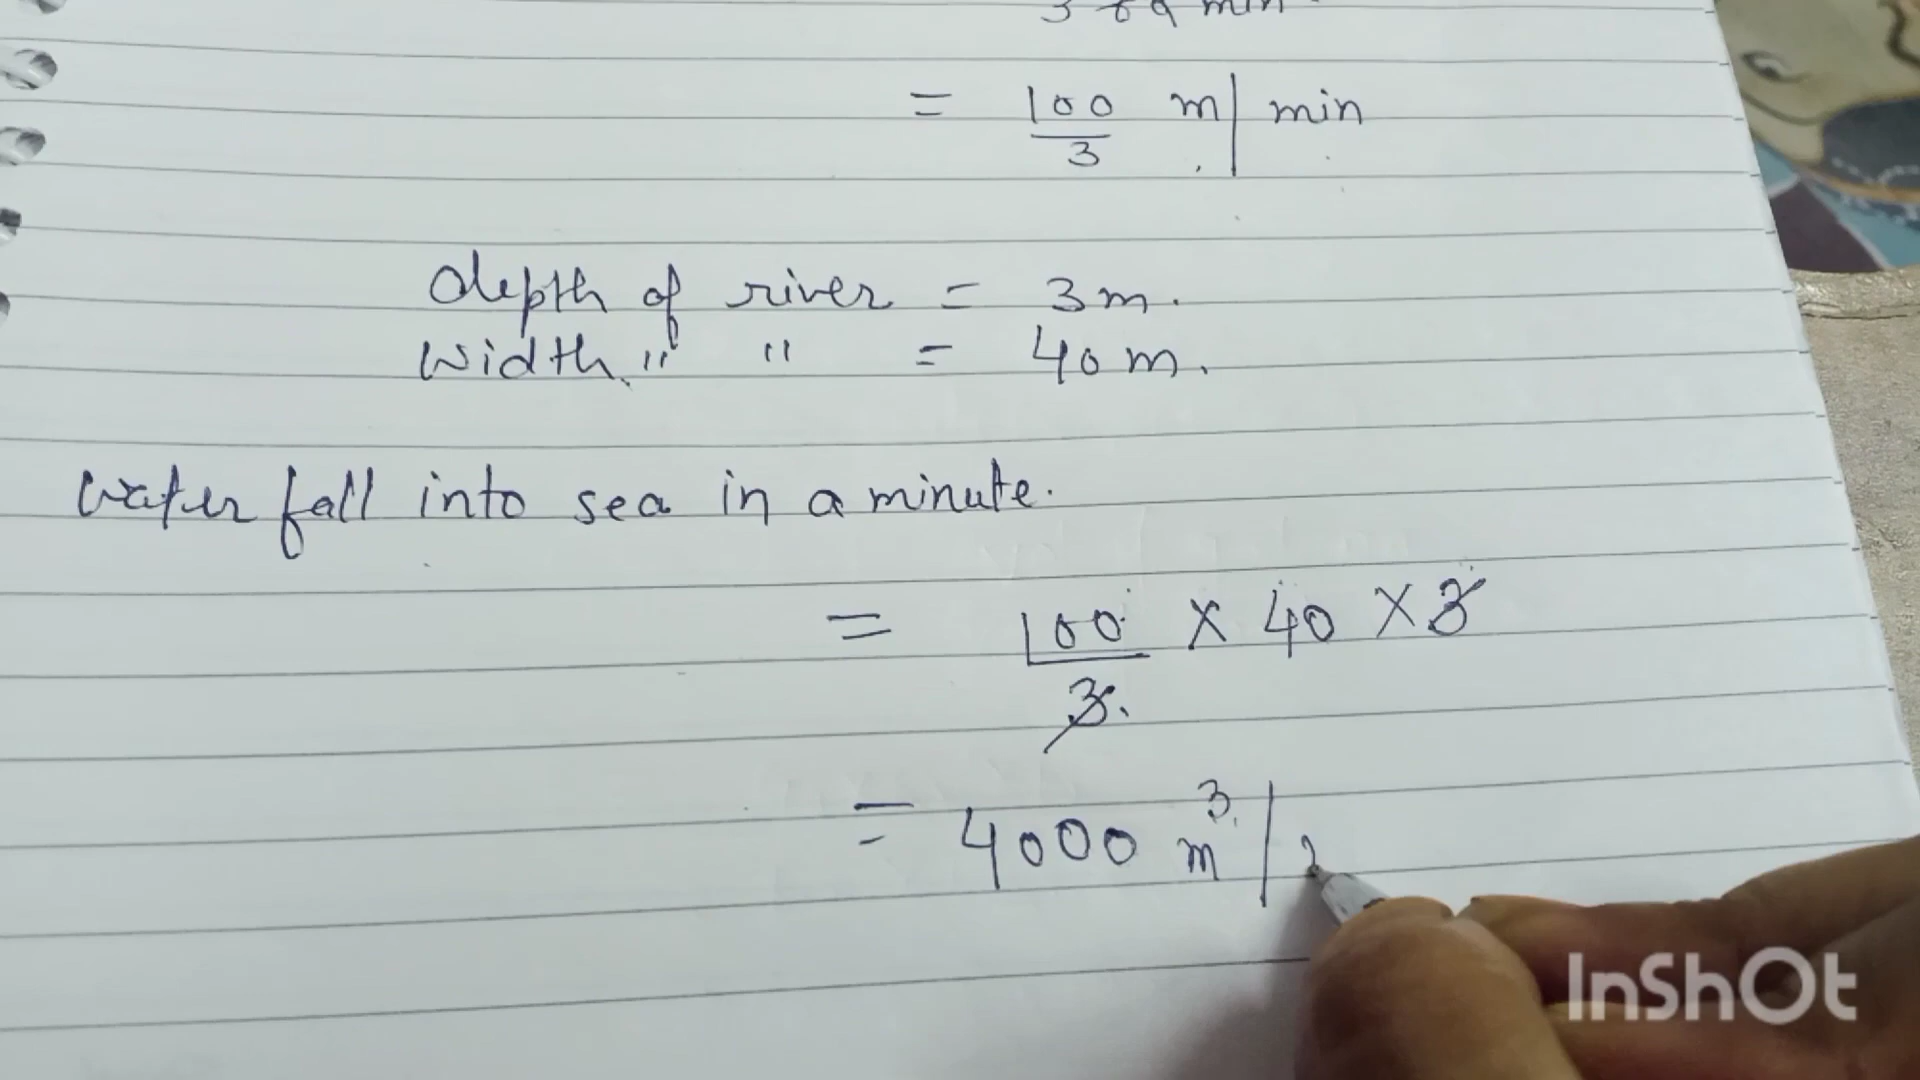 = 100 m/min
3
depth of river = 3m.
width " " = 40m.
Water fall into sea in a minute.
= 100 × 40 × 3
3
= 4000 m³/
InShOt